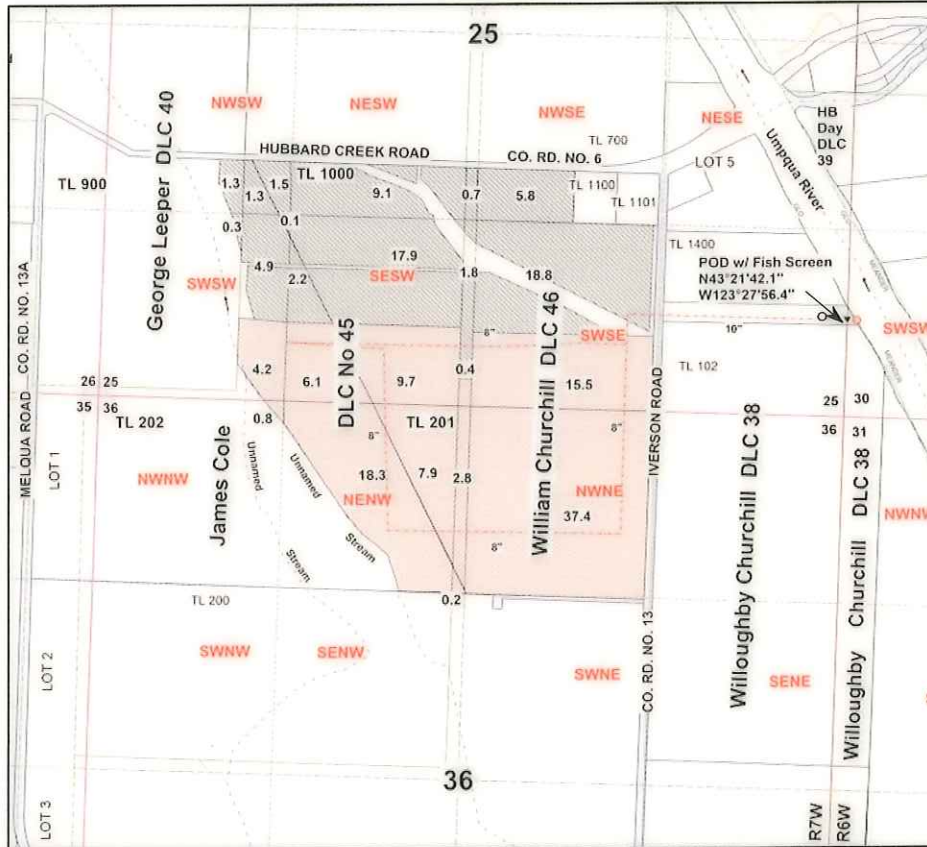 25
NWSW
NESW
NWSE
NESE
HB
Day
DLC
39
Umpqua River
GLO
GLO
MEANDER
MEANDER
George Leeper DLC 40
HUBBARD CREEK ROAD
CO. RD. NO. 6
TL 700
LOT 5
TL 900
1.3
1.3
1.5
TL 1000
9.1
0.7
5.8
TL 1100
TL 1101
0.3
0.1
TL 1400
4.9
2.2
17.9
SESW
1.8
18.8
POD w/ Fish Screen
N43°21'42.1"
W123°27'56.4"
SWSW
SWSE
SWSW
8"
16"
MELQUA ROAD CO. RD. NO. 13A
4.2
6.1
DLC No 45
9.7
0.4
William Churchill DLC 46
15.5
TL 102
IVERSON ROAD
26 25
35 36
25 30
36 31
TL 202
0.8
8"
TL 201
8"
LOT 1
NWNW
James Cole
Unnamed
Stream
Unnamed
Stream
18.3
NENW
7.9
2.8
NWNE
37.4
8"
Willoughby Churchill DLC 38
Willoughby Churchill DLC 38
NWNW
TL 200
0.2
LOT 2
SWNW
SENW
SWNE
CO. RD. NO. 13
SENE
36
LOT 3
R7W
R6W